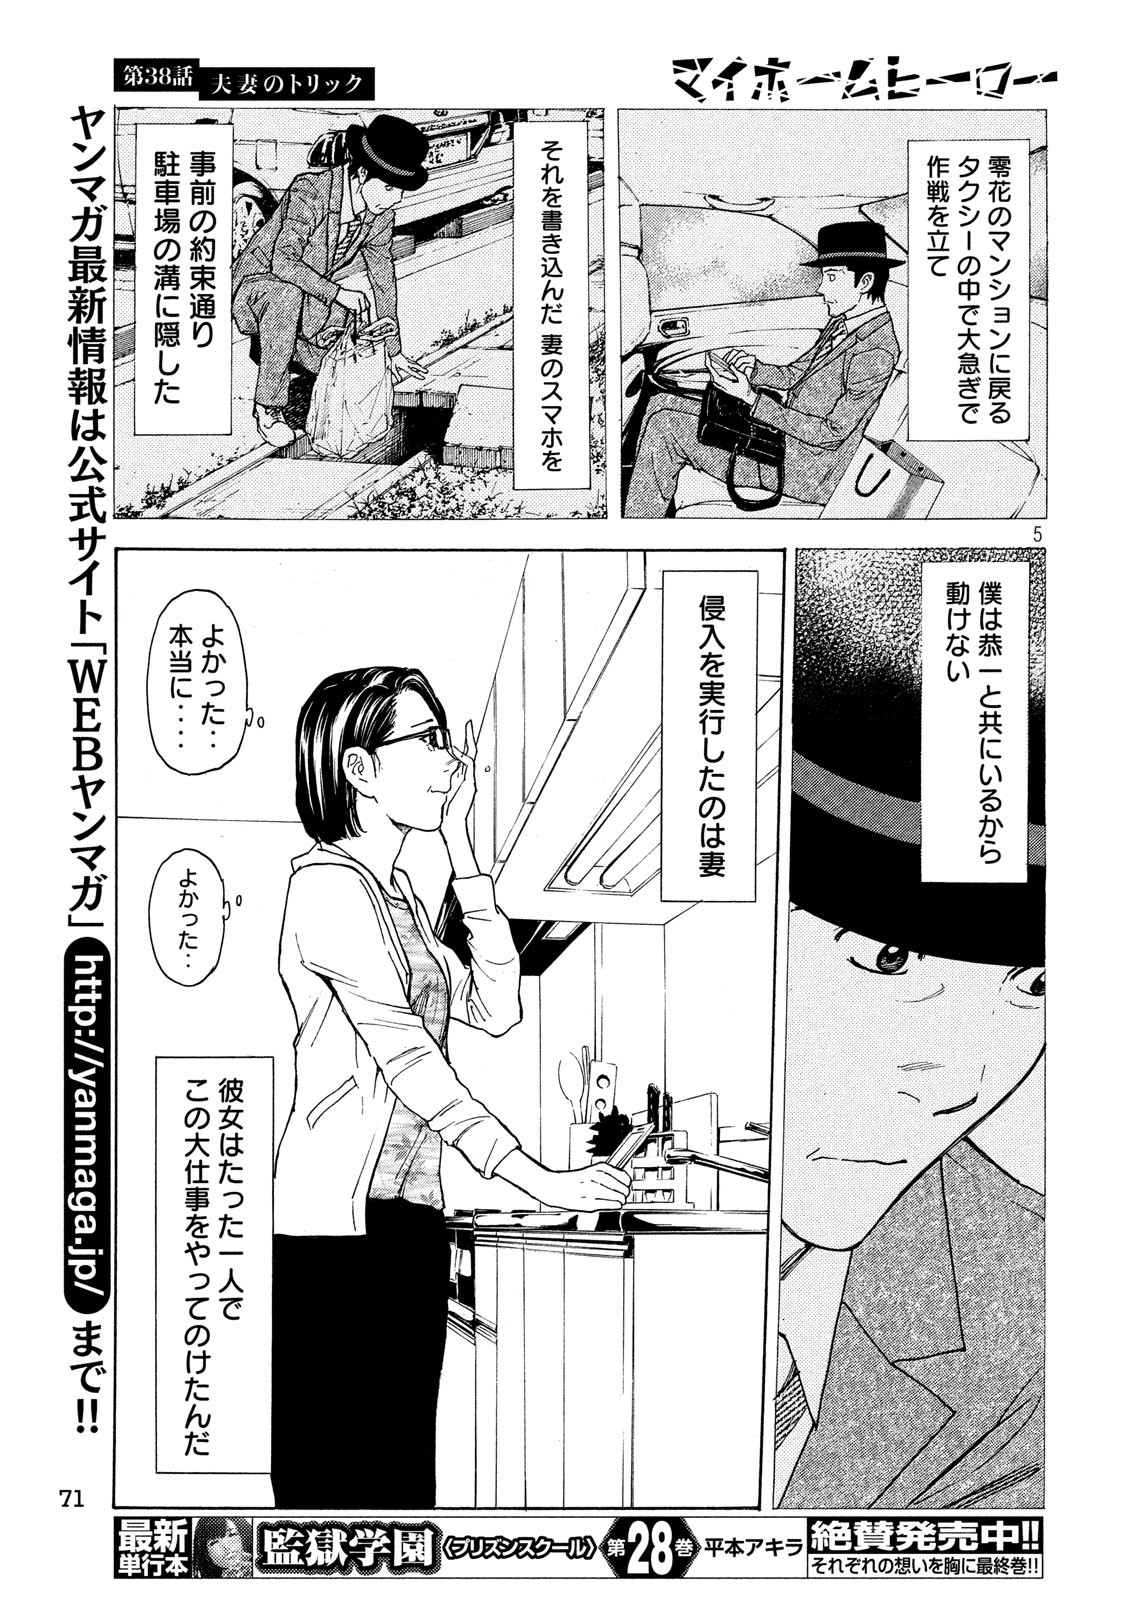 第38話
夫妻のトリック
マイホームヒーロー
零花のマンションに戻る
タクシーの中で大急ぎで
作戦を立て
それを書き込んだ 妻のスマホを
事前の約束通り
駐車場の溝に隠した
5
僕は恭一と共にいるから
動けない
侵入を実行したのは妻
よかった‥
本当に‥‥
よかった‥
彼女はたった一人で
この大仕事をやってのけたんだ
ヤンマガ最新情報は公式サイト「WEBヤンマガ」http://yanmaga.jp/まで!!
71
最新
単行本
監獄学園〈プリズンスクール〉第28巻 平本アキラ
絶賛発売中!!
それぞれの想いを胸に最終巻!!